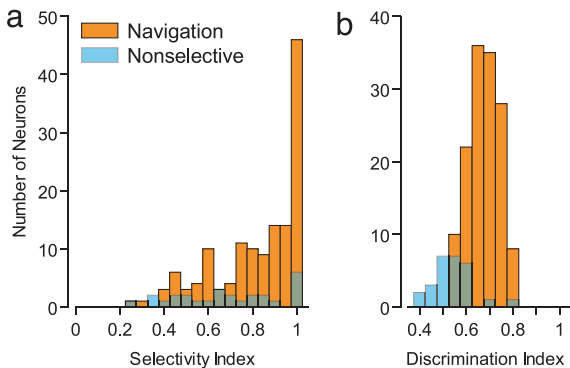 a
b
Navigation
Nonselective
Number of Neurons
50
40
30
20
10
0
0 0.2 0.4 0.6 0.8 1
Selectivity Index
40
30
20
10
0
0.4 0.6 0.8 1
Discrimination Index